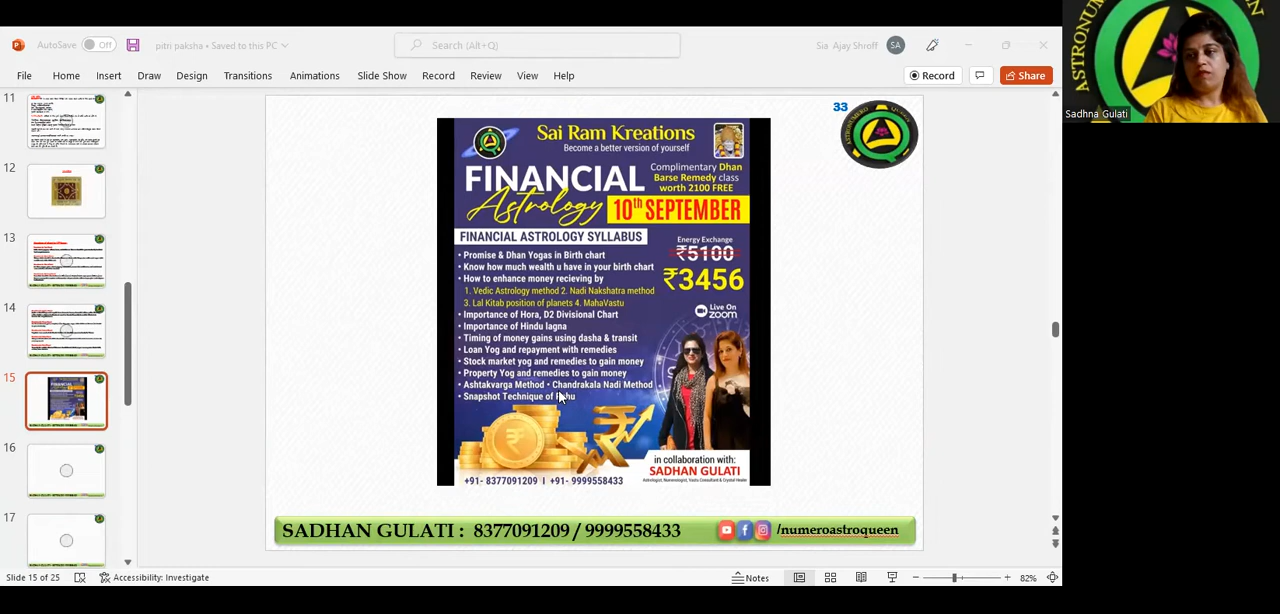 AutoSave Off pitri paksha • Saved to this PC Search (Alt+Q) Sia Ajay Shroff SA
File Home Insert Draw Design Transitions Animations Slide Show Record Review View Help Record Share
11
12
13
14
15
16
17
33
Sai Ram Kreations
Become a better version of yourself
FINANCIAL
Astrology
Complimentary Dhan
Barse Remedy class
worth 2100 FREE
10th SEPTEMBER
FINANCIAL ASTROLOGY SYLLABUS
Energy Exchange
₹5100
₹3456
Live On
zoom
• Promise & Dhan Yogas in Birth chart
• Know how much wealth u have in your birth chart
• How to enhance money recieving by
1. Vedic Astrology method 2. Nadi Nakshatra method
3. Lal Kitab position of planets 4. MahaVastu
• Importance of Hora, D2 Divisional Chart
• Importance of Hindu lagna
• Timing of money gains using dasha & transit
• Loan Yog and repayment with remedies
• Stock market yog and remedies to gain money
• Property Yog and remedies to gain money
• Ashtakvarga Method • Chandrakala Nadi Method
• Snapshot Technique of
in collaboration with:
SADHAN GULATI
Astrologer, Numerologist, Vastu Consultant & Crystal Healer
+91- 8377091209 I +91- 9999558433
SADHAN GULATI : 8377091209 / 9999558433 /numeroastroqueen
Slide 15 of 25 Accessibility: Investigate Notes 82%
ASTRONUMERO QUEEN
Sadhna Gulati